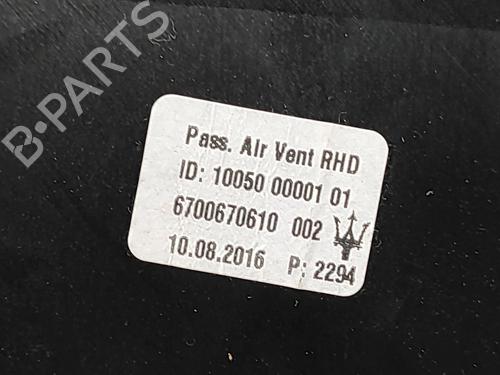 B-PARTS
Pass. Air Vent RHD
ID: 10050 00001 01
6700670610 002
10.08.2016 P: 2294